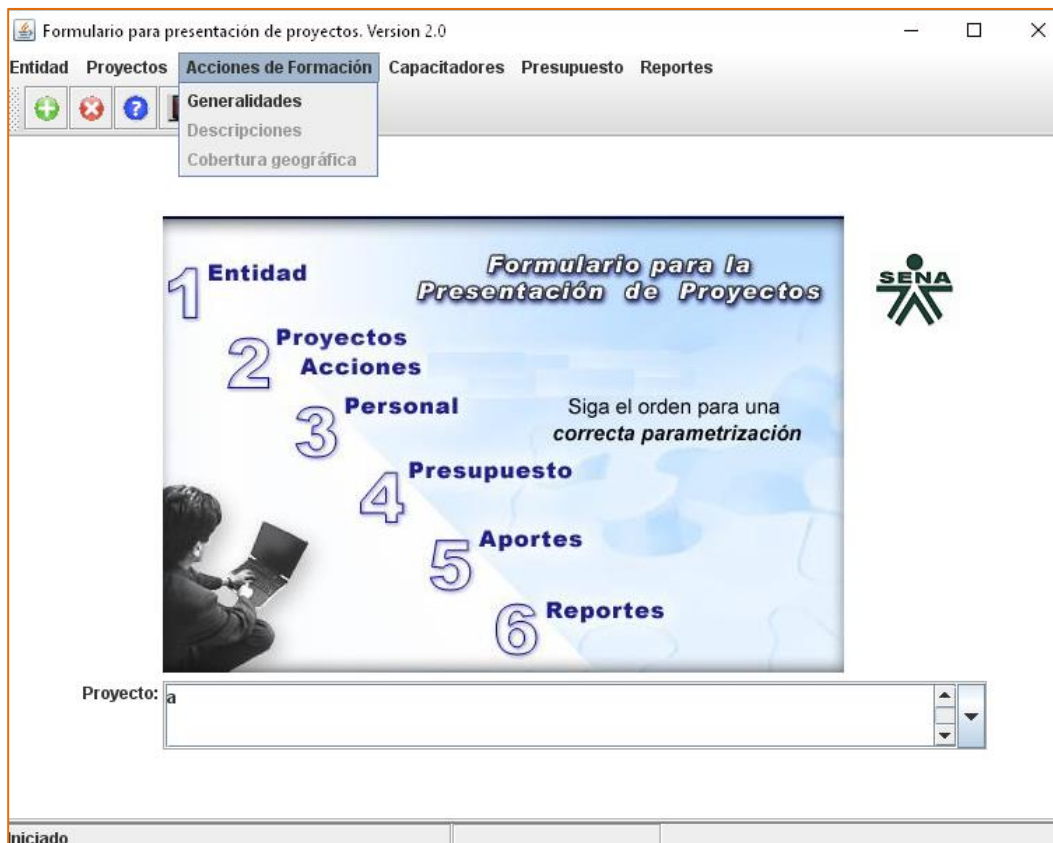 Formulario para presentación de proyectos. Version 2.0
Entidad Proyectos Acciones de Formación Capacitadores Presupuesto Reportes
Generalidades
Descripciones
Cobertura geográfica
1 Entidad
Formulario para la
Presentación de Proyectos
SENA
2 Proyectos
Acciones
3 Personal
Siga el orden para una
correcta parametrización
4 Presupuesto
5 Aportes
6 Reportes
Proyecto: a
Iniciado